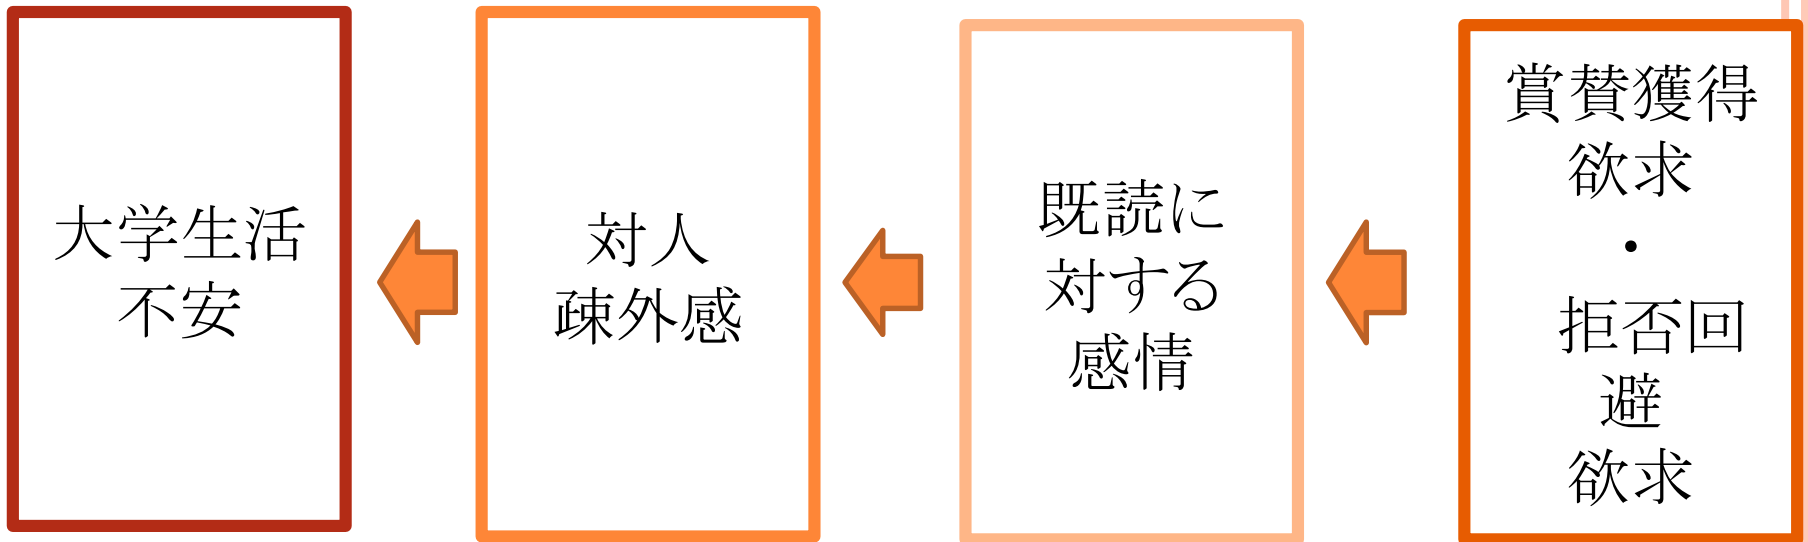 大学生活
不安
対人
疎外感
既読に
対する
感情
賞賛獲得
欲求
・
拒否回
避
欲求